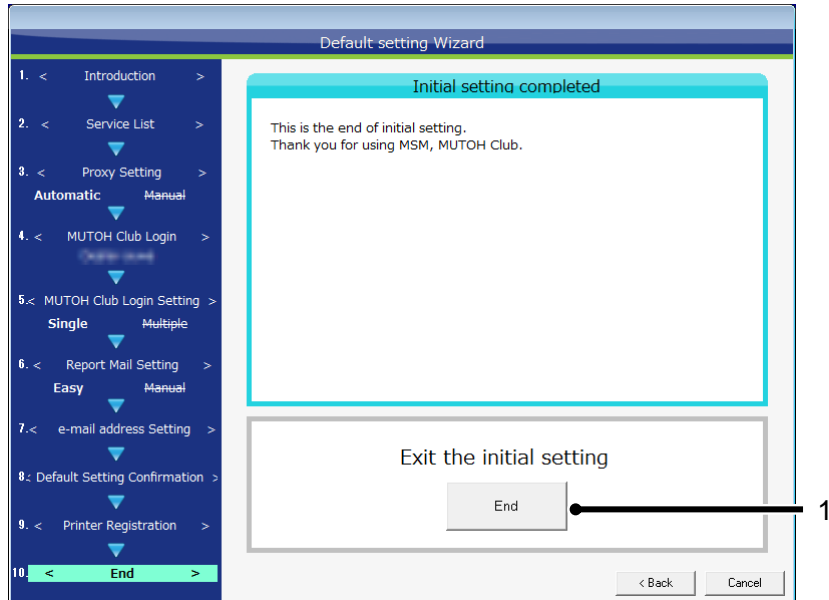 Default setting Wizard
1. < Introduction >
2. < Service List >
3. < Proxy Setting >
Automatic Manual
4. < MUTOH Club Login >
5.< MUTOH Club Login Setting >
Single Multiple
6. < Report Mail Setting >
Easy Manual
7.< e-mail address Setting >
8.< Default Setting Confirmation >
9. < Printer Registration >
10. < End >
Initial setting completed
This is the end of initial setting.
Thank you for using MSM, MUTOH Club.
Exit the initial setting
End
1
< Back Cancel